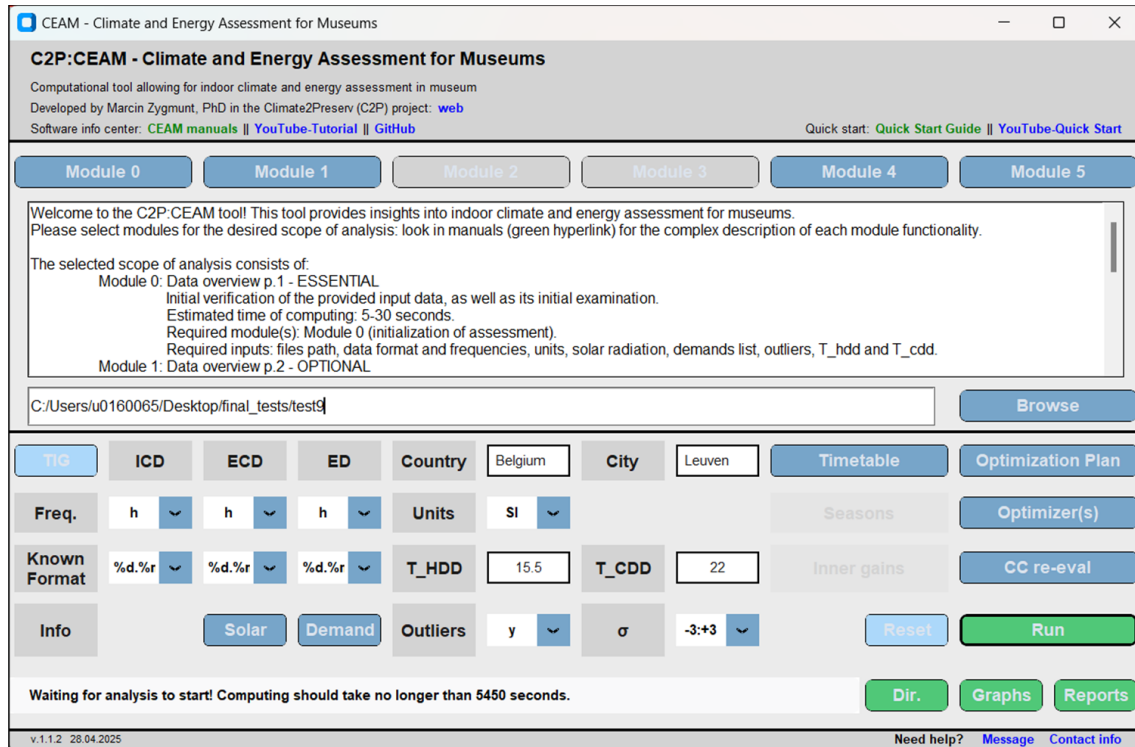 CEAM - Climate and Energy Assessment for Museums
C2P:CEAM - Climate and Energy Assessment for Museums
Computational tool allowing for indoor climate and energy assessment in museum
Developed by Marcin Zygmunt, PhD in the Climate2Preserv (C2P) project: web
Software info center: CEAM manuals || YouTube-Tutorial || GitHub
Quick start: Quick Start Guide || YouTube-Quick Start
Module 0
Module 1
Module 2
Module 3
Module 4
Module 5
Welcome to the C2P:CEAM tool! This tool provides insights into indoor climate and energy assessment for museums.
Please select modules for the desired scope of analysis: look in manuals (green hyperlink) for the complex description of each module functionality.
The selected scope of analysis consists of:
Module 0: Data overview p.1 - ESSENTIAL
Initial verification of the provided input data, as well as its initial examination.
Estimated time of computing: 5-30 seconds.
Required module(s): Module 0 (initialization of assessment).
Required inputs: files path, data format and frequencies, units, solar radiation, demands list, outliers, T_hdd and T_cdd.
Module 1: Data overview p.2 - OPTIONAL
C:/Users/u0160065/Desktop/final_tests/test9
Browse
TIG
ICD
ECD
ED
Country
Belgium
City
Leuven
Timetable
Optimization Plan
Freq.
h
h
h
Units
SI
Seasons
Optimizer(s)
Known
Format
%d.%r
%d.%r
%d.%r
T_HDD
15.5
T_CDD
22
Inner gains
CC re-eval
Info
Solar
Demand
Outliers
y
σ
-3:+3
Reset
Run
Waiting for analysis to start! Computing should take no longer than 5450 seconds.
Dir.
Graphs
Reports
v.1.1.2 28.04.2025
Need help?
Message
Contact info